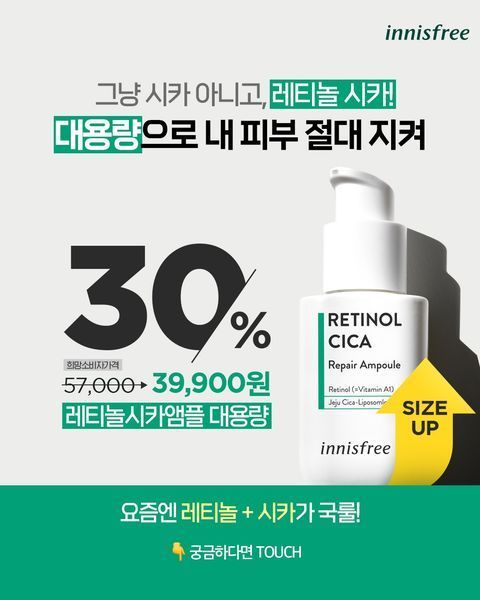 innisfree
그냥 시카 아니고, 레티놀 시카!
대용량으로 내 피부 절대 지켜
30%
희망소비자가격
57,000 39,900원
레티놀시카앰플 대용량
RETINOL
CICA
Repair Ampoule
Retinol (=Vitamin A1)
Jeju Cica-Liposom
innisfree
SIZE
UP
요즘엔 레티놀 + 시카가 국룰!
👇 궁금하다면 TOUCH